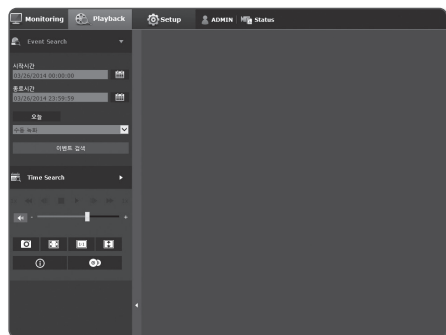 Monitoring Playback Setup ADMIN Status
Event Search
시작시간
03/26/2014 00:00:00
종료시간
03/26/2014 23:59:59
오늘
수동 녹화
이벤트 검색
Time Search
- +
1:1